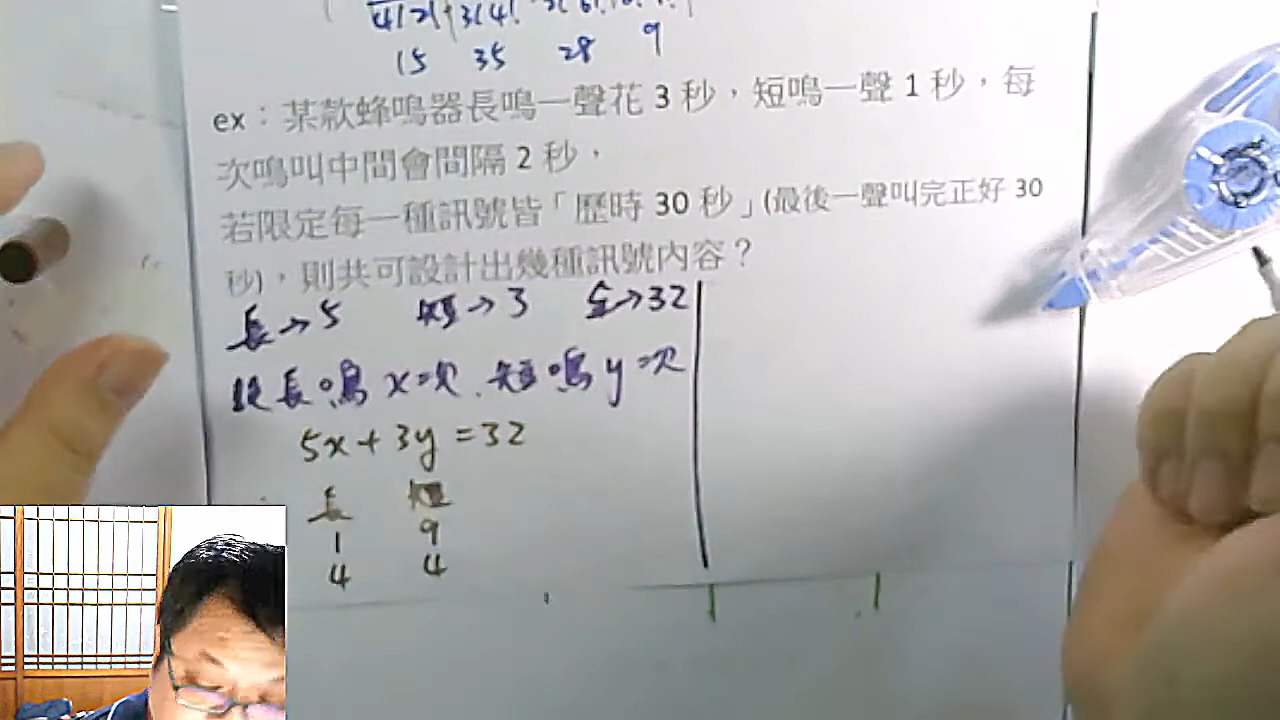 15 35 28 9
ex：某款蜂鳴器長鳴一聲花 3 秒，短鳴一聲 1 秒，每
次鳴叫中間會間隔 2 秒，
若限定每一種訊號皆「歷時 30 秒」(最後一聲叫完正好 30
秒)，則共可設計出幾種訊號內容？
長→5 短→3 全→32
設長鳴 x 次、短鳴 y 次
5x+3y=32
長 短
1 9
4 4